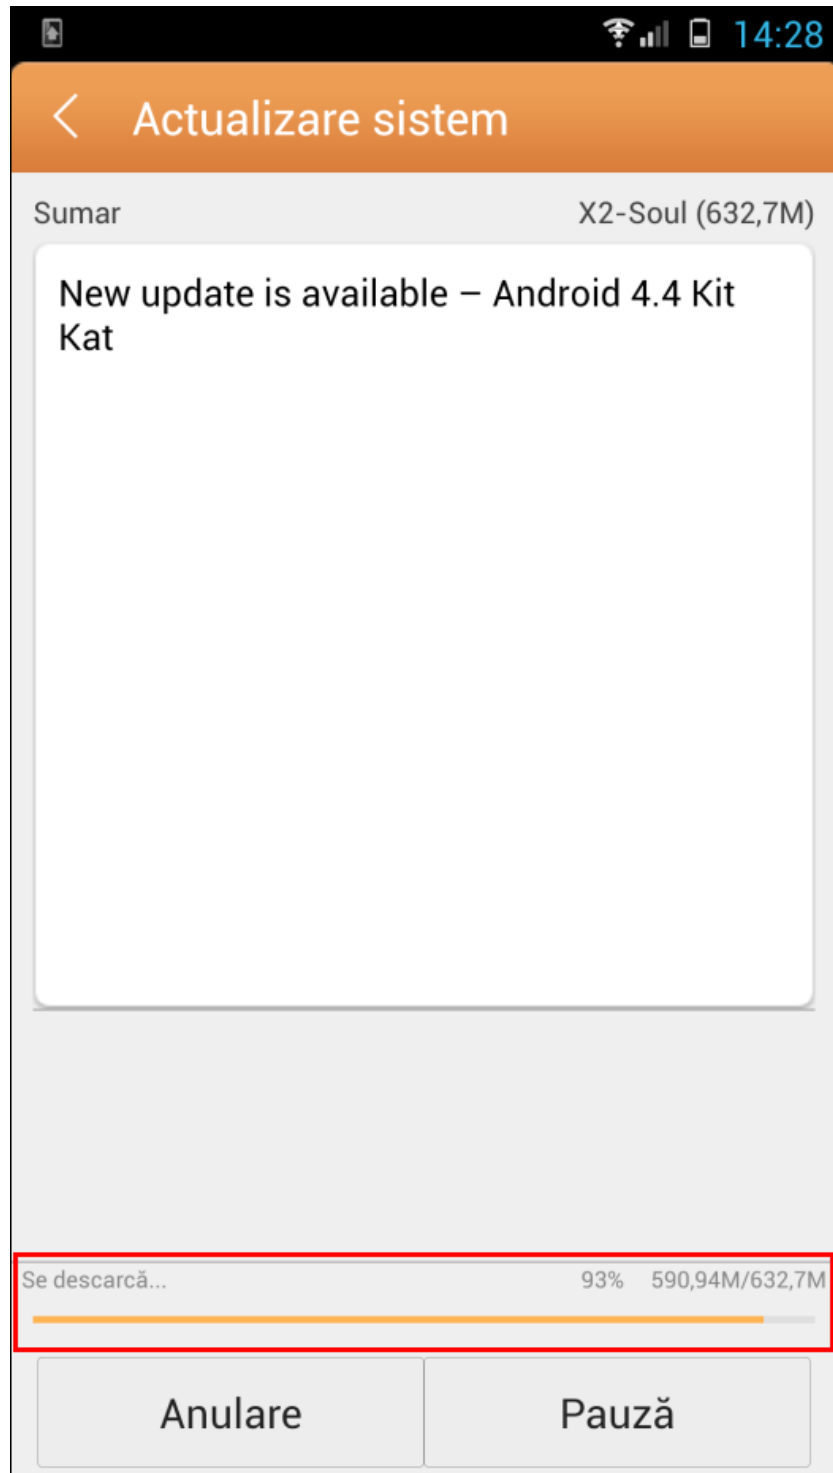 14:28
Actualizare sistem
Sumar X2-Soul (632,7M)
New update is available – Android 4.4 Kit
Kat
Se descarcă... 93% 590,94M/632,7M
Anulare Pauză